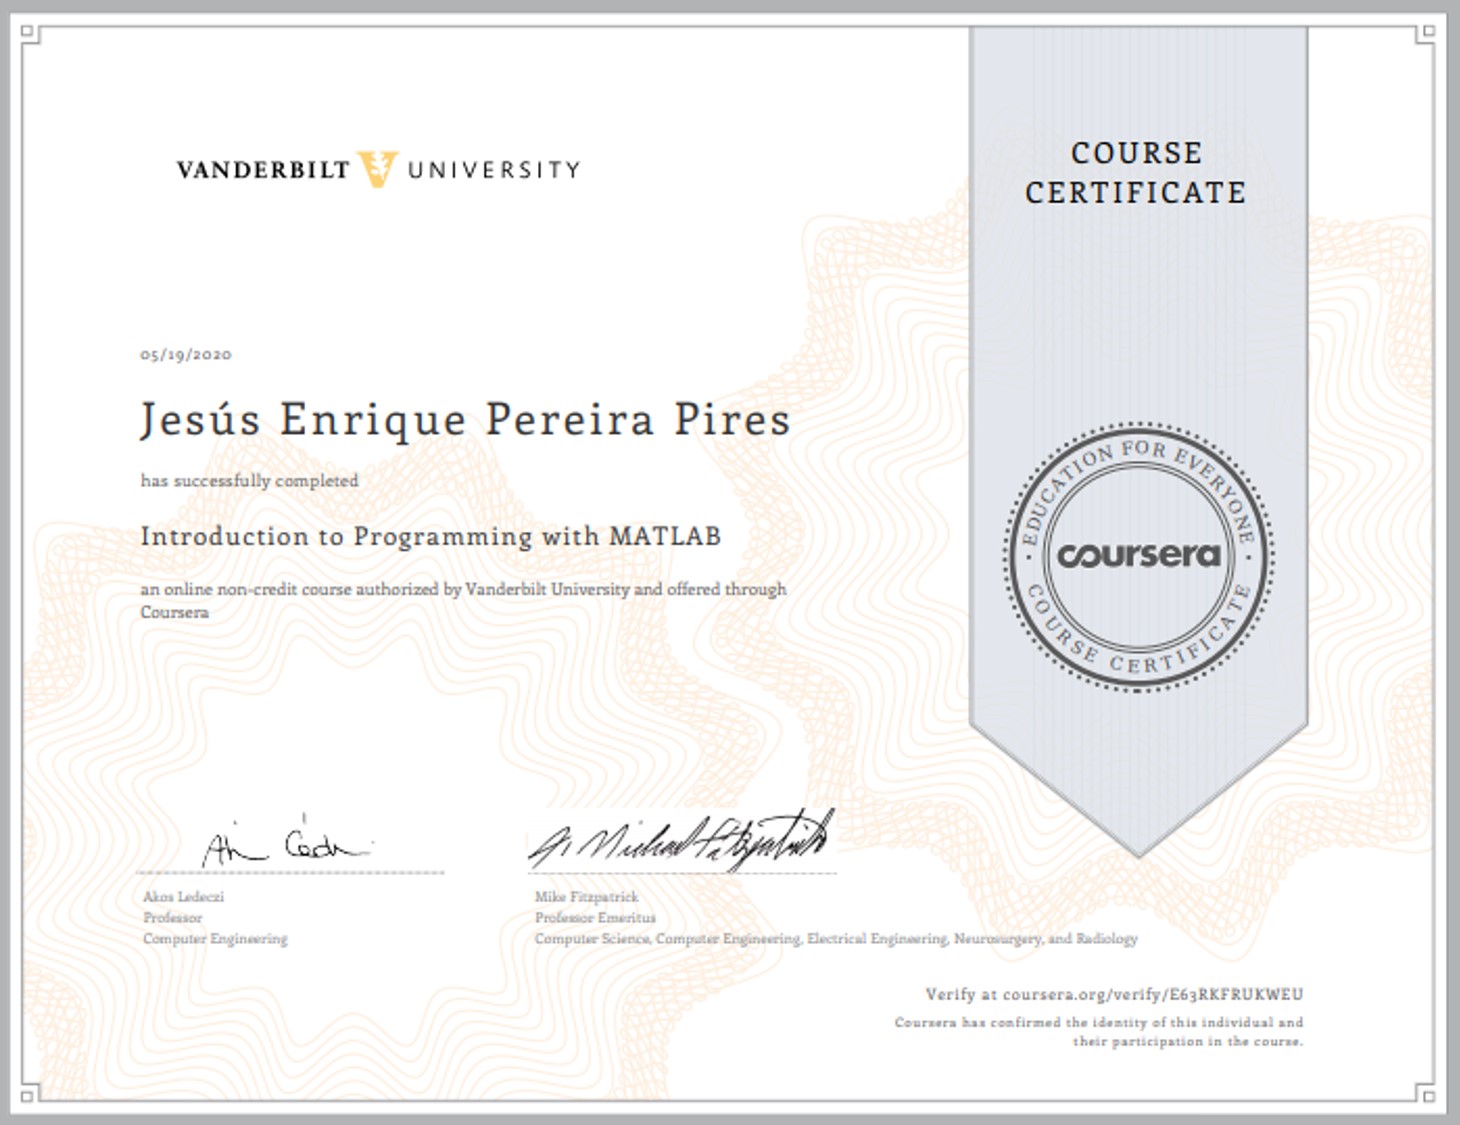 VANDERBILT UNIVERSITY
COURSE
CERTIFICATE
05/19/2020
Jesús Enrique Pereira Pires
has successfully completed
Introduction to Programming with MATLAB
an online non-credit course authorized by Vanderbilt University and offered through
Coursera
EDUCATION FOR EVERYONE
coursera
COURSE CERTIFICATE
Akos Ledeczi
Professor
Computer Engineering
J. Michael Fitzpatrick
Mike Fitzpatrick
Professor Emeritus
Computer Science, Computer Engineering, Electrical Engineering, Neurosurgery, and Radiology
Verify at coursera.org/verify/E63RKFRUKWEU
Coursera has confirmed the identity of this individual and
their participation in the course.